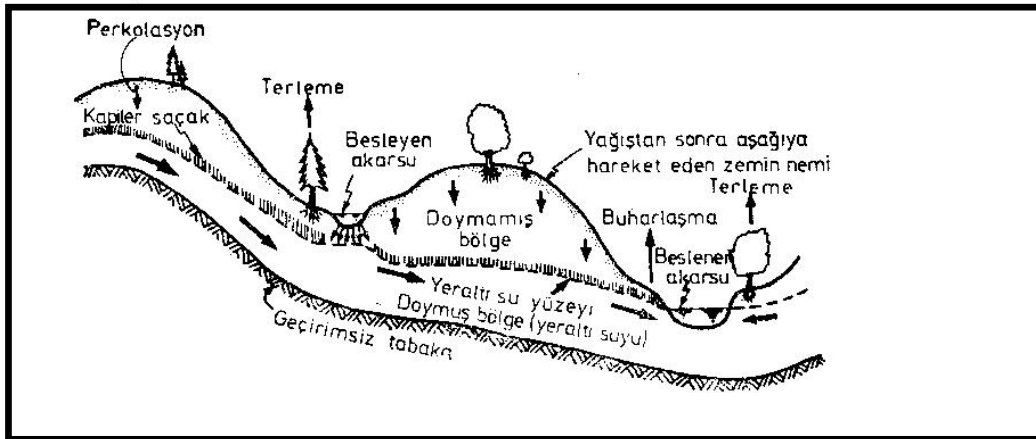 Perkolasyon
Terleme
Kapiler saçak
Besleyen
akarsu
Yağıştan sonra aşağıya
hareket eden zemin nemi
Terleme
Doymamış
bölge
Buharlaşma
Beslenen
akarsu
Yeraltı su yüzeyı
Doymuş bölge (yeraltı suyu)
Geçirimsiz tabaka